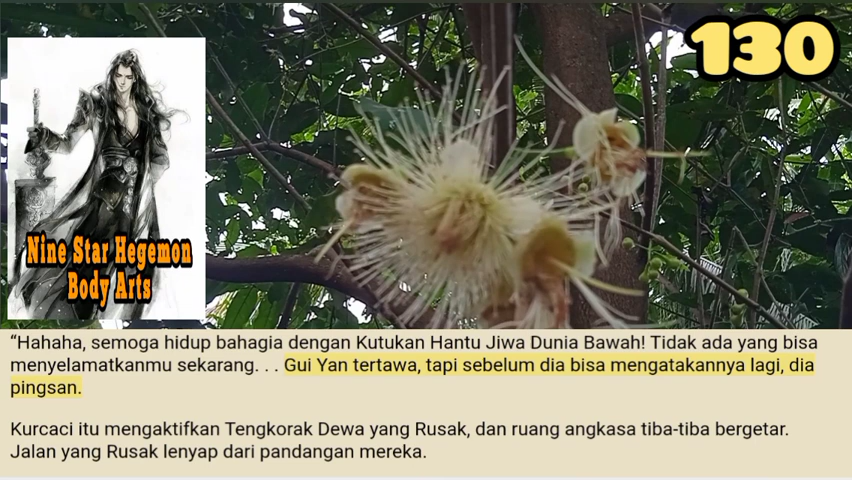 130
Nine Star Hegemon
Body Arts
“Hahaha, semoga hidup bahagia dengan Kutukan Hantu Jiwa Dunia Bawah! Tidak ada yang bisa
menyelamatkanmu sekarang. . . Gui Yan tertawa, tapi sebelum dia bisa mengatakannya lagi, dia
pingsan.
Kurcaci itu mengaktifkan Tengkorak Dewa yang Rusak, dan ruang angkasa tiba-tiba bergetar.
Jalan yang Rusak lenyap dari pandangan mereka.